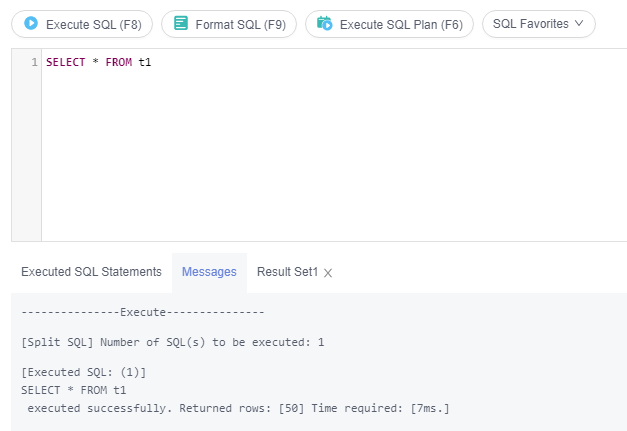 Execute SQL (F8) Format SQL (F9) Execute SQL Plan (F6) SQL Favorites
1 SELECT * FROM t1
Executed SQL Statements Messages Result Set1
---------------Execute---------------
[Split SQL] Number of SQL(s) to be executed: 1
[Executed SQL: (1)]
SELECT * FROM t1
executed successfully. Returned rows: [50] Time required: [7ms.]